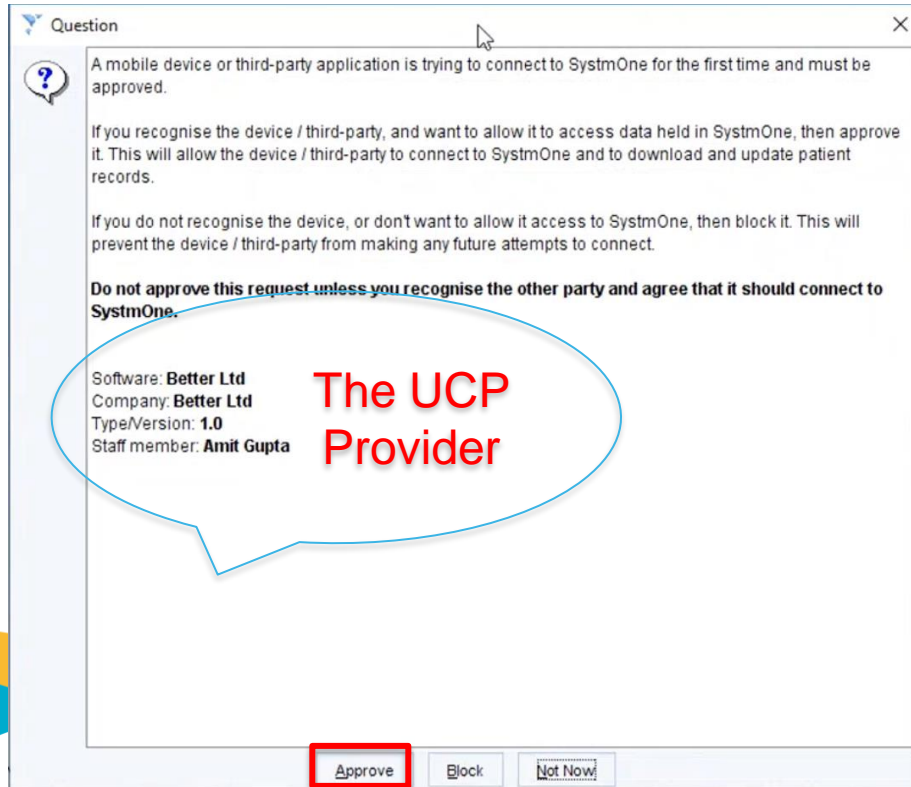 Question
A mobile device or third-party application is trying to connect to SystmOne for the first time and must be
approved.
If you recognise the device / third-party, and want to allow it to access data held in SystmOne, then approve
it. This will allow the device / third-party to connect to SystmOne and to download and update patient
records.
If you do not recognise the device, or don't want to allow it access to SystmOne, then block it. This will
prevent the device / third-party from making any future attempts to connect.
Do not approve this request unless you recognise the other party and agree that it should connect to
SystmOne.
Software: Better Ltd
Company: Better Ltd
Type/Version: 1.0
Staff member: Amit Gupta
The UCP
Provider
Approve Block Not Now